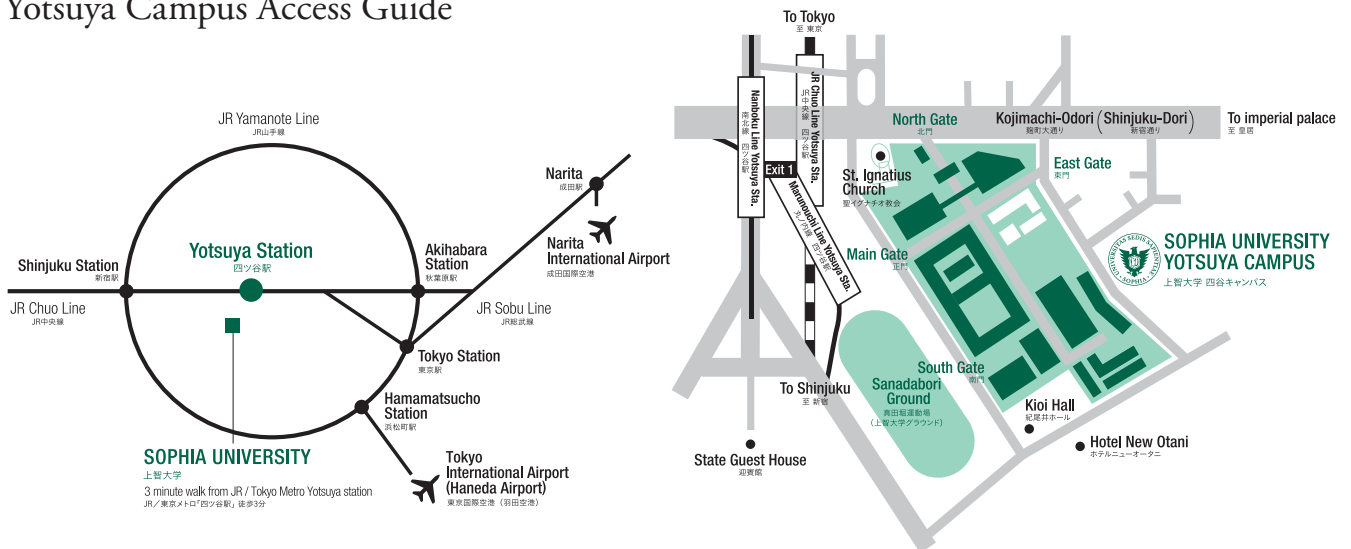 Yotsuya Campus Access Guide
JR Yamanote Line
JR山手線
Narita
成田駅
Narita
International Airport
成田国際空港
Yotsuya Station
四ツ谷駅
Akihabara
Station
秋葉原駅
Shinjuku Station
新宿駅
JR Chuo Line
JR中央線
JR Sobu Line
JR総武線
Tokyo Station
東京駅
Hamamatsucho
Station
浜松町駅
SOPHIA UNIVERSITY
上智大学
3 minute walk from JR / Tokyo Metro Yotsuya station
JR／東京メトロ「四ツ谷駅」徒歩3分
Tokyo
International Airport
(Haneda Airport)
東京国際空港（羽田空港）
To Tokyo
至 東京
Nanboku Line Yotsuya Sta.
南北線 四ツ谷駅
JR Chuo Line Yotsuya Sta.
JR中央線 四ツ谷駅
Exit 1
Marunouchi Line Yotsuya Sta.
丸ノ内線 四ツ谷駅
North Gate
北門
Kojimachi-Odori (Shinjuku-Dori)
麹町大通り 新宿通り
To imperial palace
至 皇居
East Gate
東門
St. Ignatius
Church
聖イグナチオ教会
Main Gate
正門
UNIVERSITAS AEDIS SAPIENTIAE
SOPHIA
SOPHIA UNIVERSITY
YOTSUYA CAMPUS
上智大学 四谷キャンパス
South Gate
南門
To Shinjuku
至 新宿
Sanadabori
Ground
真田堀運動場
（上智大学グラウンド）
Kioi Hall
紀尾井ホール
Hotel New Otani
ホテルニューオータニ
State Guest House
迎賓館